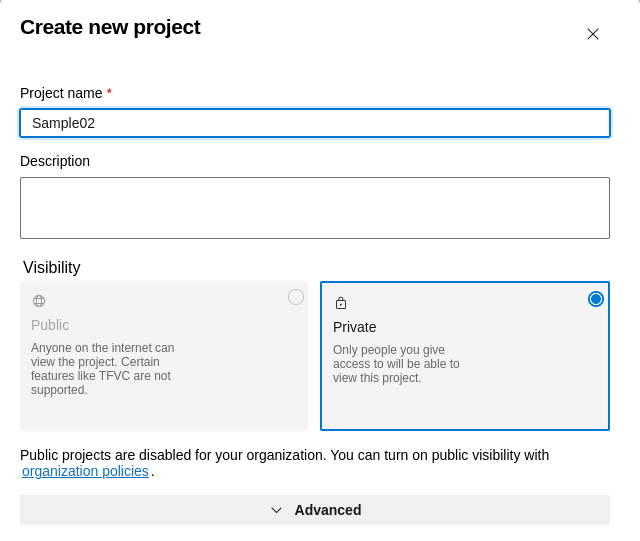 Create new project
Project name *
Sample02
Description
Visibility
Public
Anyone on the internet can
view the project. Certain
features like TFVC are not
supported.
Private
Only people you give
access to will be able to
view this project.
Public projects are disabled for your organization. You can turn on public visibility with
organization policies.
Advanced